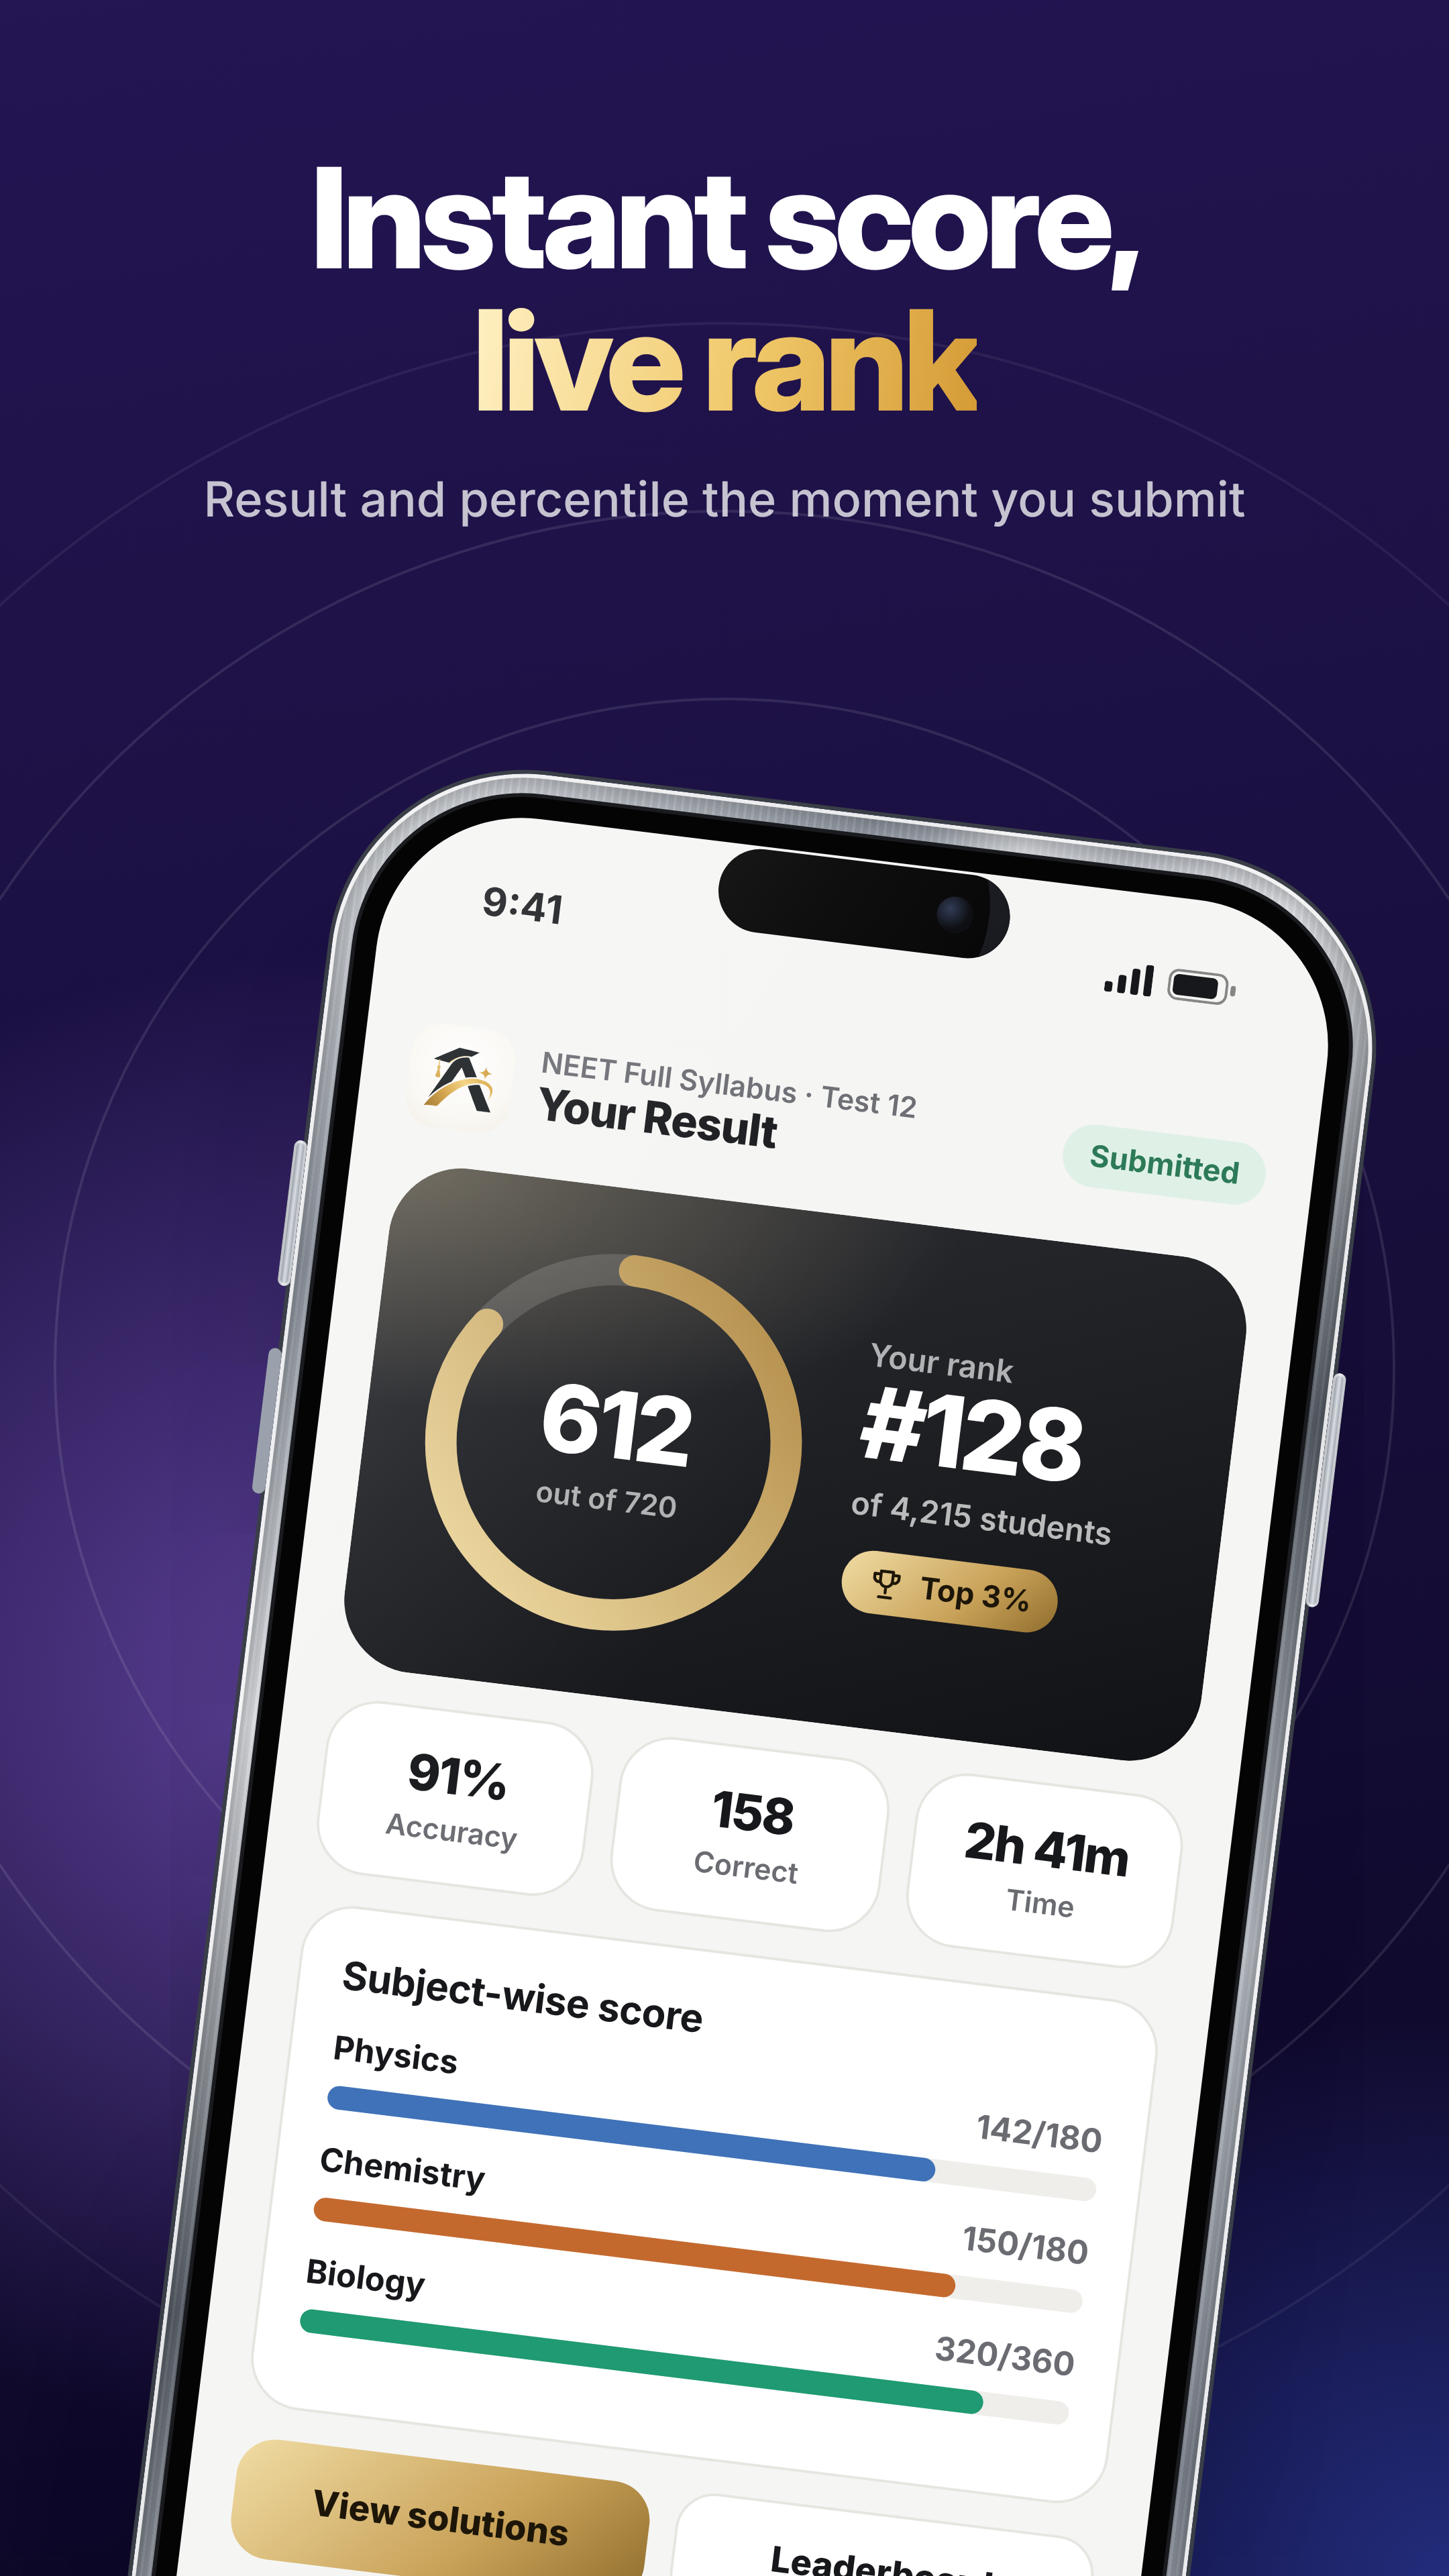 Instant score,
live rank
Result and percentile the moment you submit
9:41
NEET Full Syllabus · Test 12
Your Result
Submitted
612
out of 720
Your rank
#128
of 4,215 students
Top 3%
91%
Accuracy
158
Correct
2h 41m
Time
Subject-wise score
Physics
142/180
Chemistry
150/180
Biology
320/360
View solutions